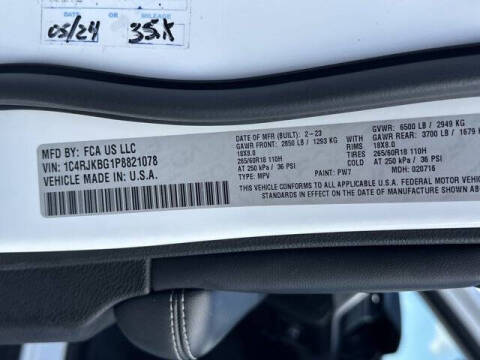 DATE MILEAGE
05/24 35.K
MFD BY: FCA US LLC
VIN: 1C4RJKBG1P8821078
VEHICLE MADE IN: U.S.A.
DATE OF MFR (BUILT): 2-23
GAWR FRONT: 2850 LB / 1293 KG
18X8.0
265/60R18 110H
AT 250 kPa / 36 PSI
TYPE: MPV
GVWR: 6500 LB / 2949 KG
GAWR REAR: 3700 LB / 1679 K
18X8.0
265/60R18 110H
COLD AT 250 kPa / 36 PSI
PAINT: PW7 MDH: 020716
THIS VEHICLE CONFORMS TO ALL APPLICABLE U.S.A. FEDERAL MOTOR VEHIC
STANDARDS IN EFFECT ON THE DATE OF MANUFACTURE SHOWN